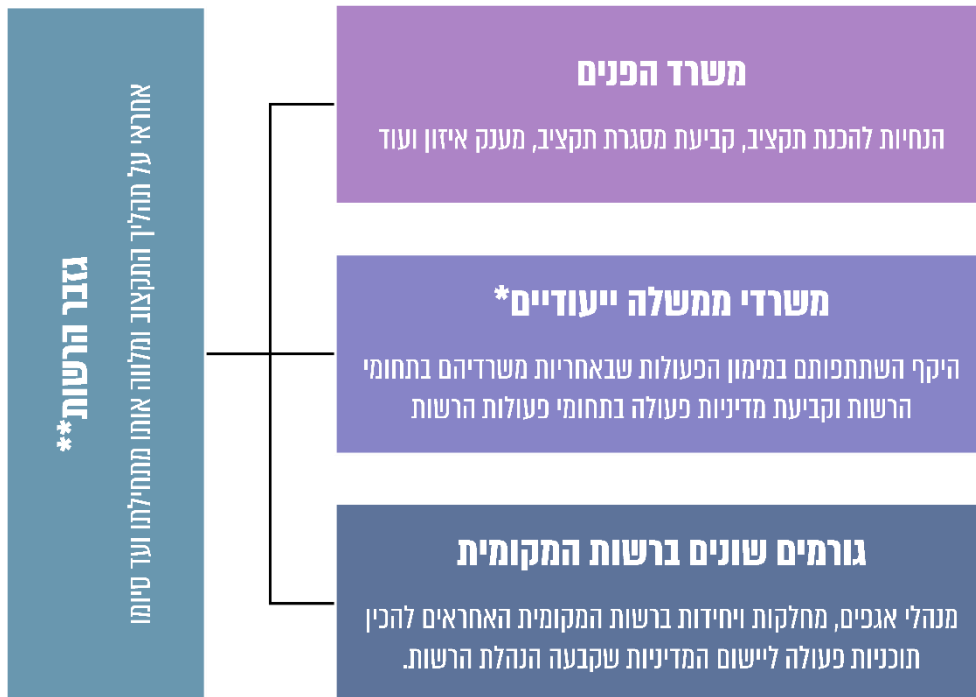 משרד הפנים
הנחיות להכנת תקציב, קביעת מסגרת תקציב, מענק איזון ועוד
משרדי ממשלה ייעודיים*
היקף השתתפותם במימון הפעולות שבאחריות משרדיהם בתחומי
הרשות וקביעת מדיניות פעולה בתחומי פעולות הרשות
גורמים שונים ברשות המקומית
מנהלי אגפים, מחלקות ויחידות ברשות המקומית האחראים להכין
תוכניות פעולה ליישום המדיניות שקבעה הנהלת הרשות.
גזבר הרשות**
אחראי על תהליך התקצוב ומלווה אותו מתחילתו ועד סיומו